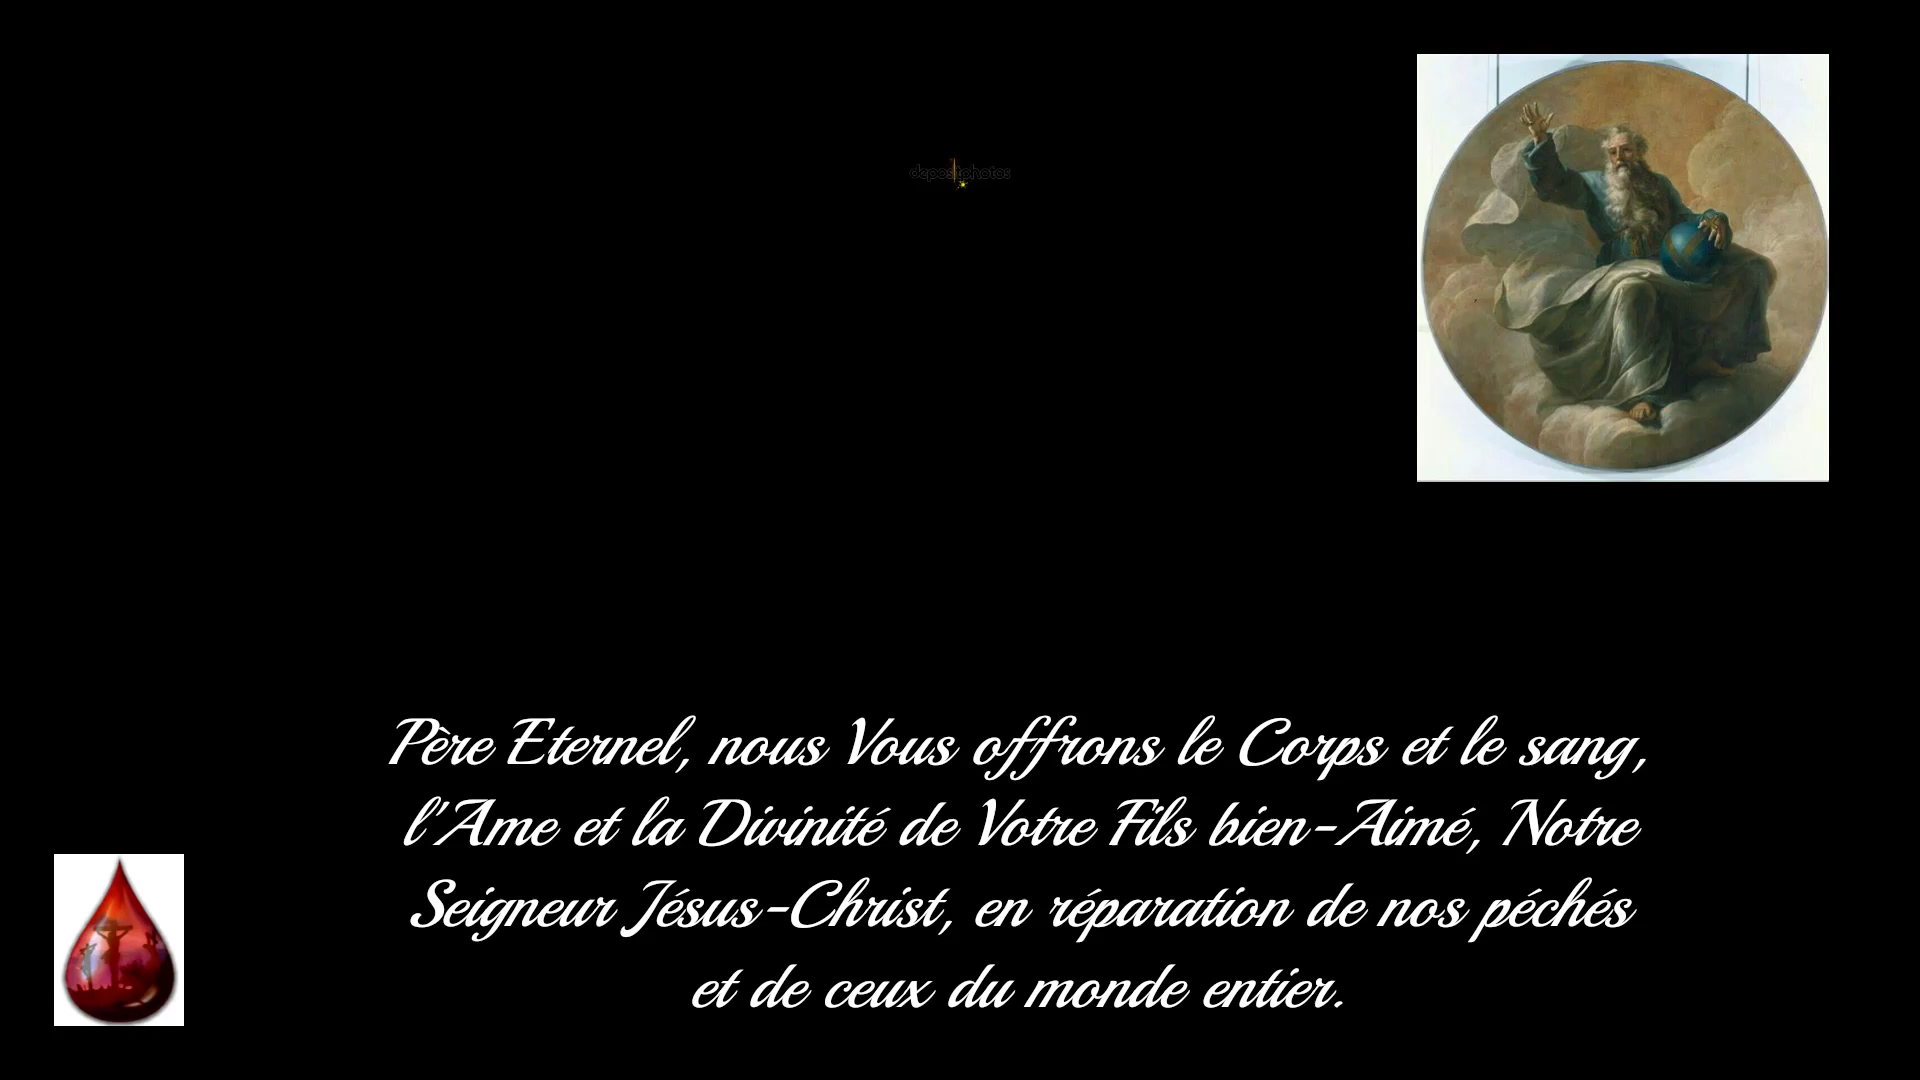 depositphotos
Père Eternel, nous Vous offrons le Corps et le sang,
l'Ame et la Divinité de Votre Fils bien-Aimé, Notre
Seigneur Jésus-Christ, en réparation de nos péchés
et de ceux du monde entier.